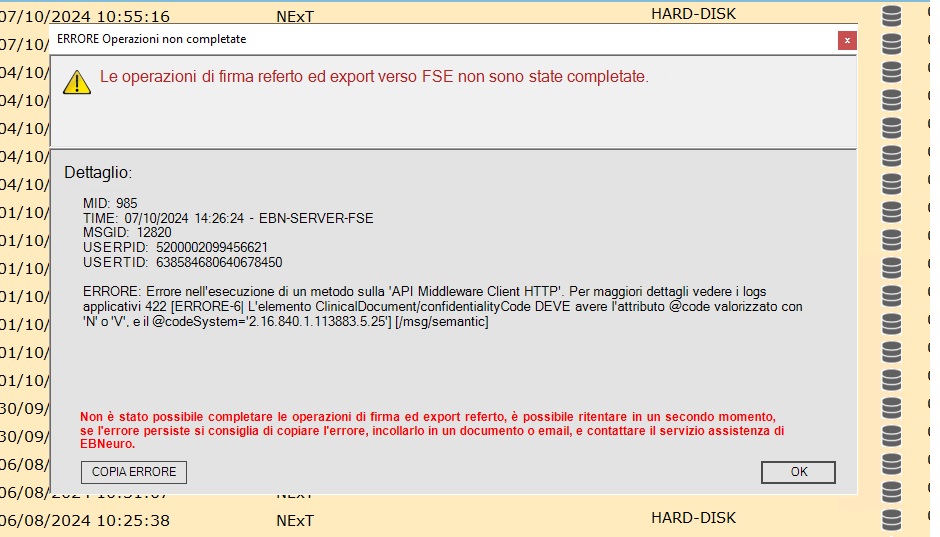 07/10/2024 10:55:16 NExT HARD-DISK
07/10/
04/10/
04/10/
04/10/
04/10/
04/10/
01/10/
01/10/
01/10/
01/10/
01/10/
01/10/
01/10/
30/09/
30/09/
06/08/
06/08/2024 10:31:07 NExT
06/08/2024 10:25:38 NExT HARD-DISK
ERRORE Operazioni non completate
x
Le operazioni di firma referto ed export verso FSE non sono state completate.
Dettaglio:
MID: 985
TIME: 07/10/2024 14:26:24 - EBN-SERVER-FSE
MSGID: 12820
USERPID: 5200002099456621
USERTID: 638584680640678450
ERRORE: Errore nell'esecuzione di un metodo sulla 'API Middleware Client HTTP'. Per maggiori dettagli vedere i logs
applicativi 422 [ERRORE-6| L'elemento ClinicalDocument/confidentialityCode DEVE avere l'attributo @code valorizzato con
'N' o 'V', e il @codeSystem='2.16.840.1.113883.5.25'] [/msg/semantic]
Non è stato possibile completare le operazioni di firma ed export referto, è possibile ritentare in un secondo momento,
se l'errore persiste si consiglia di copiare l'errore, incollarlo in un documento o email, e contattare il servizio assistenza di
EBNeuro.
COPIA ERRORE
OK